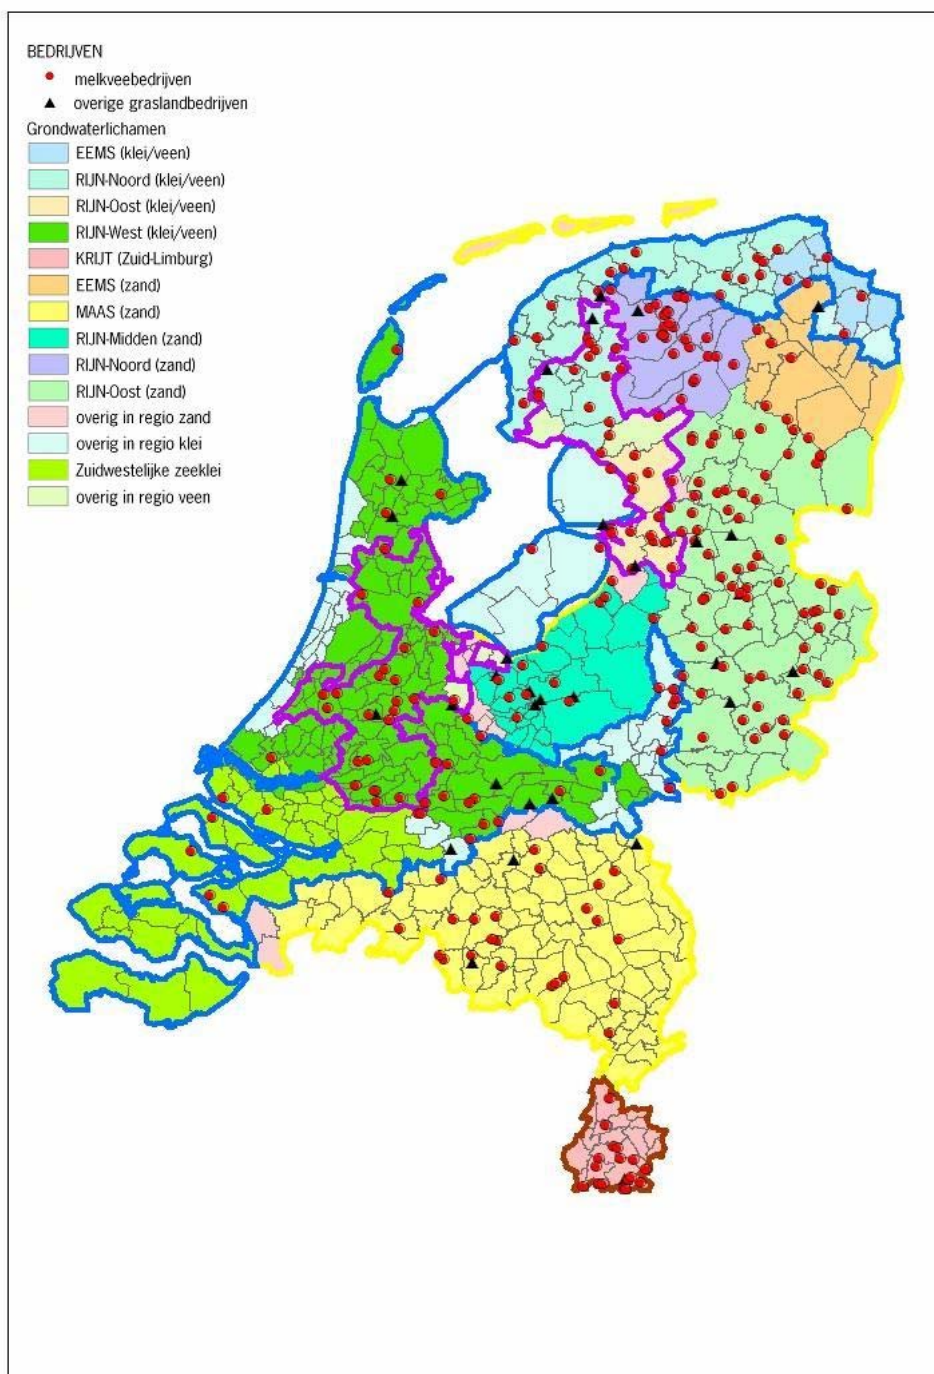 BEDRIJVEN
melkveebedrijven
overige graslandbedrijven
Grondwaterlichamen
EEMS (klei/veen)
RIJN-Noord (klei/veen)
RIJN-Oost (klei/veen)
RIJN-West (klei/veen)
KRIJT (Zuid-Limburg)
EEMS (zand)
MAAS (zand)
RIJN-Midden (zand)
RIJN-Noord (zand)
RIJN-Oost (zand)
overig in regio zand
overig in regio klei
Zuidwestelijke zeeklei
overig in regio veen